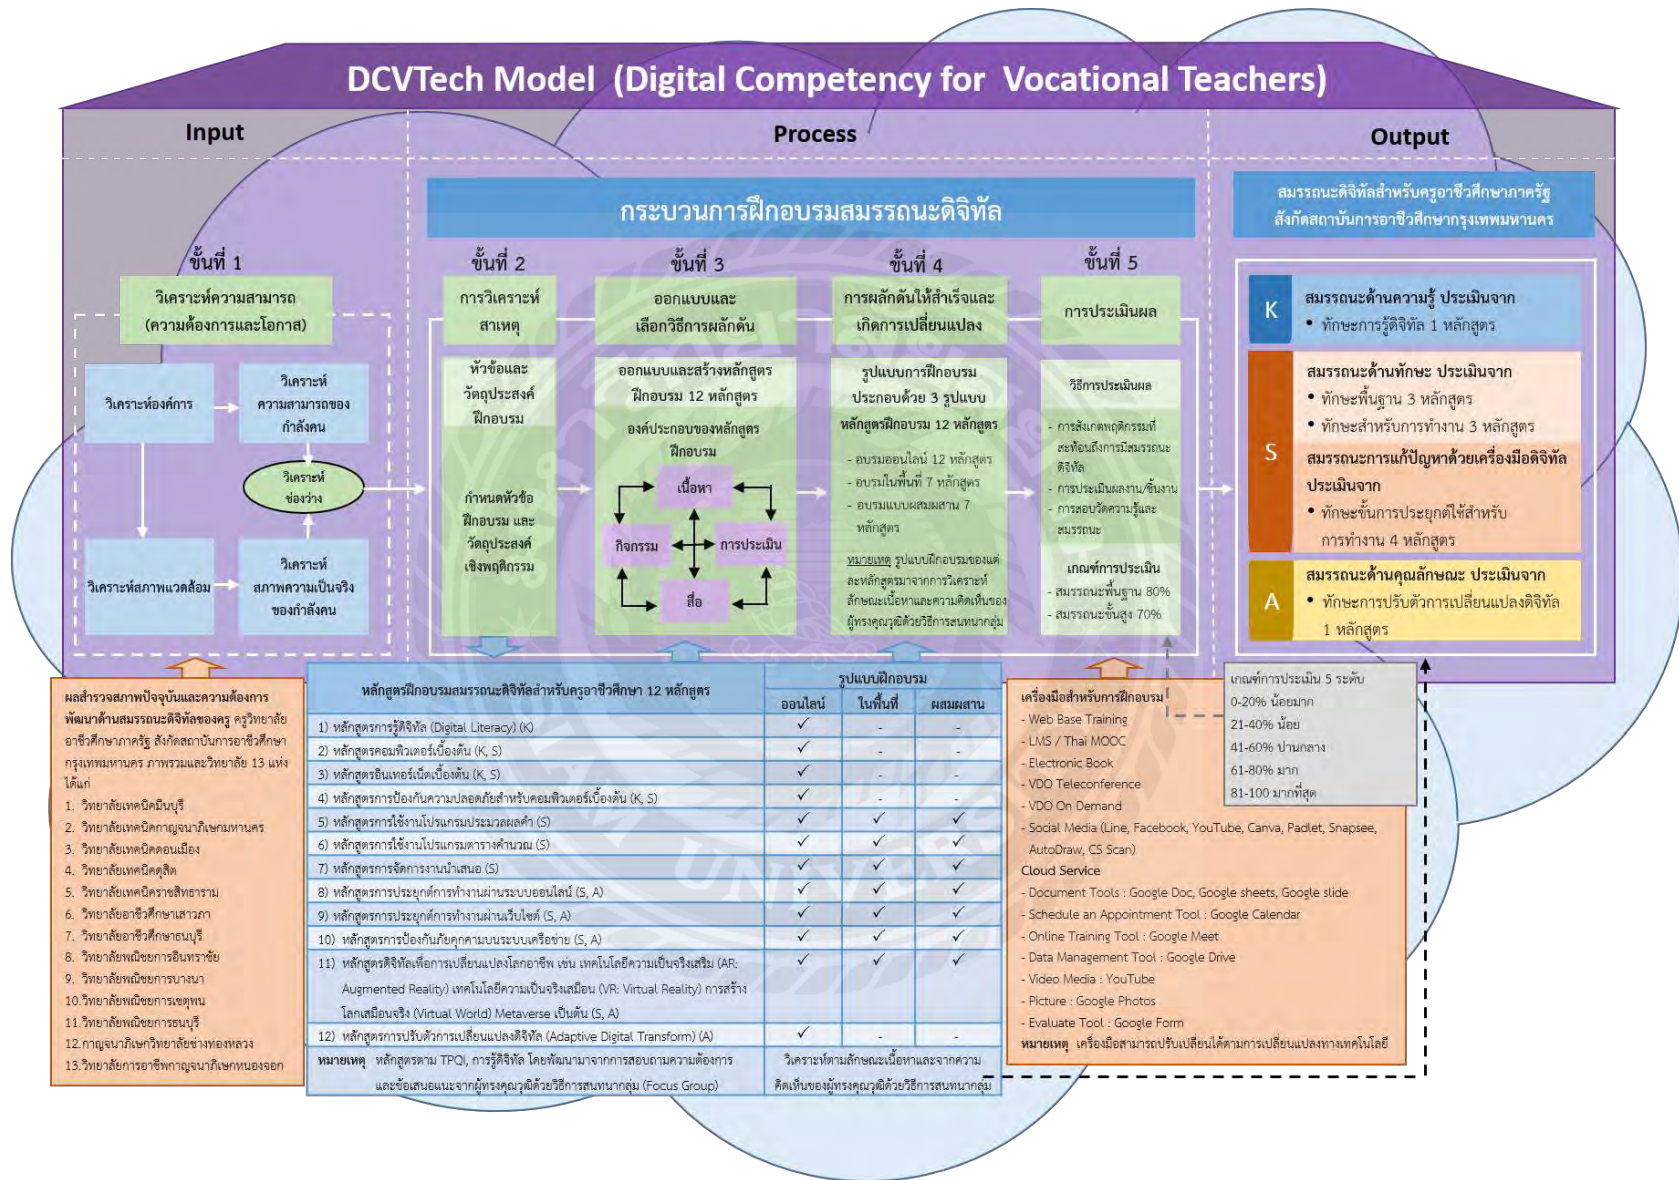 DCVTech Model (Digital Competency for Vocational Teachers)
Input
Process
Output
กระบวนการฝึกอบรมสมรรถนะดิจิทัล
สมรรถนะดิจิทัลสำหรับครูอาชีวศึกษาภาครัฐ
สังกัดสถาบันการอาชีวศึกษากรุงเทพมหานคร
ขั้นที่ 1
วิเคราะห์ความสามารถ
(ความต้องการและโอกาส)
วิเคราะห์องค์การ
วิเคราะห์
ความสามารถของ
กำลังคน
วิเคราะห์
ช่องว่าง
วิเคราะห์สภาพแวดล้อม
วิเคราะห์
สภาพความเป็นจริง
ของกำลังคน
ขั้นที่ 2
การวิเคราะห์
สาเหตุ
หัวข้อและ
วัตถุประสงค์
ฝึกอบรม
กำหนดหัวข้อ
ฝึกอบรม และ
วัตถุประสงค์
เชิงพฤติกรรม
ขั้นที่ 3
ออกแบบและ
เลือกวิธีการผลักดัน
ออกแบบและสร้างหลักสูตร
ฝึกอบรม 12 หลักสูตร
องค์ประกอบของหลักสูตร
ฝึกอบรม
เนื้อหา
กิจกรรม
การประเมิน
สื่อ
ขั้นที่ 4
การผลักดันให้สำเร็จและ
เกิดการเปลี่ยนแปลง
รูปแบบการฝึกอบรม
ประกอบด้วย 3 รูปแบบ
หลักสูตรฝึกอบรม 12 หลักสูตร
- อบรมออนไลน์ 12 หลักสูตร
- อบรมในพื้นที่ 7 หลักสูตร
- อบรมแบบผสมผสาน 7
หลักสูตร
หมายเหตุ รูปแบบฝึกอบรมของแต่
ละหลักสูตรมาจากการวิเคราะห์
ลักษณะเนื้อหาและความคิดเห็นของ
ผู้ทรงคุณวุฒิด้วยวิธีการสนทนากลุ่ม
ขั้นที่ 5
การประเมินผล
วิธีการประเมินผล
- การสังเกตพฤติกรรมที่
สะท้อนถึงการมีสมรรถนะ
ดิจิทัล
- การประเมินผลงาน/ชิ้นงาน
- การสอบวัดความรู้และ
สมรรถนะ
เกณฑ์การประเมิน
- สมรรถนะพื้นฐาน 80%
- สมรรถนะขั้นสูง 70%
K
สมรรถนะด้านความรู้ ประเมินจาก
• ทักษะการรู้ดิจิทัล 1 หลักสูตร
S
สมรรถนะด้านทักษะ ประเมินจาก
• ทักษะพื้นฐาน 3 หลักสูตร
• ทักษะสำหรับการทำงาน 3 หลักสูตร
สมรรถนะการแก้ปัญหาด้วยเครื่องมือดิจิทัล
ประเมินจาก
• ทักษะขั้นการประยุกต์ใช้สำหรับ
การทำงาน 4 หลักสูตร
A
สมรรถนะด้านคุณลักษณะ ประเมินจาก
• ทักษะการปรับตัวการเปลี่ยนแปลงดิจิทัล
1 หลักสูตร
ผลสำรวจสภาพปัจจุบันและความต้องการ
พัฒนาด้านสมรรถนะดิจิทัลของครู ครูวิทยาลัย
อาชีวศึกษาภาครัฐ สังกัดสถาบันการอาชีวศึกษา
กรุงเทพมหานคร ภาพรวมและวิทยาลัย 13 แห่ง
ได้แก่
1. วิทยาลัยเทคนิคมีนบุรี
2. วิทยาลัยเทคนิคกาญจนาภิเษกมหานคร
3. วิทยาลัยเทคนิคดอนเมือง
4. วิทยาลัยเทคนิคดุสิต
5. วิทยาลัยเทคนิคราชสิทธาราม
6. วิทยาลัยอาชีวศึกษาเสาวภา
7. วิทยาลัยอาชีวศึกษาธนบุรี
8. วิทยาลัยพณิชยการอินทราชัย
9. วิทยาลัยพณิชยการบางนา
10.วิทยาลัยพณิชยการเชตุพน
11.วิทยาลัยพณิชยการธนบุรี
12.กาญจนาภิเษกวิทยาลัยช่างทองหลวง
13.วิทยาลัยการอาชีพกาญจนาภิเษกหนองจอก
หลักสูตรฝึกอบรมสมรรถนะดิจิทัลสำหรับครูอาชีวศึกษา 12 หลักสูตร
รูปแบบฝึกอบรม
ออนไลน์ ในพื้นที่ ผสมผสาน
1) หลักสูตรการรู้ดิจิทัล (Digital Literacy) (K) ✓ - -
2) หลักสูตรคอมพิวเตอร์เบื้องต้น (K, S) ✓ - -
3) หลักสูตรอินเทอร์เน็ตเบื้องต้น (K, S) ✓ - -
4) หลักสูตรการป้องกันความปลอดภัยสำหรับคอมพิวเตอร์เบื้องต้น (K, S) ✓ - -
5) หลักสูตรการใช้งานโปรแกรมประมวลผลคำ (S) ✓ ✓ ✓
6) หลักสูตรการใช้งานโปรแกรมตารางคำนวณ (S) ✓ ✓ ✓
7) หลักสูตรการจัดการงานนำเสนอ (S) ✓ ✓ ✓
8) หลักสูตรการประยุกต์การทำงานผ่านระบบออนไลน์ (S, A) ✓ ✓ ✓
9) หลักสูตรการประยุกต์การทำงานผ่านเว็บไซต์ (S, A) ✓ ✓ ✓
10) หลักสูตรการป้องกันภัยคุกคามบนระบบเครือข่าย (S, A) ✓ ✓ ✓
11) หลักสูตรดิจิทัลเพื่อการเปลี่ยนแปลงโลกอาชีพ เช่น เทคโนโลยีความเป็นจริงเสริม (AR: ✓ ✓ ✓
Augmented Reality) เทคโนโลยีความเป็นจริงเสมือน (VR: Virtual Reality) การสร้าง
โลกเสมือนจริง (Virtual World) Metaverse เป็นต้น (S, A)
12) หลักสูตรการปรับตัวการเปลี่ยนแปลงดิจิทัล (Adaptive Digital Transform) (A) ✓ - -
หมายเหตุ หลักสูตรตาม TPQI, การรู้ดิจิทัล โดยพัฒนามาจากการสอบถามความต้องการ
และข้อเสนอแนะจากผู้ทรงคุณวุฒิด้วยวิธีการสนทนากลุ่ม (Focus Group)
วิเคราะห์ตามลักษณะเนื้อหาและจากความ
คิดเห็นของผู้ทรงคุณวุฒิด้วยวิธีการสนทนากลุ่ม
เครื่องมือสำหรับการฝึกอบรม
- Web Base Training
- LMS / Thai MOOC
- Electronic Book
- VDO Teleconference
- VDO On Demand
- Social Media (Line, Facebook, YouTube, Canva, Padlet, Snapsee,
AutoDraw, CS Scan)
Cloud Service
- Document Tools : Google Doc, Google sheets, Google slide
- Schedule an Appointment Tool : Google Calendar
- Online Training Tool : Google Meet
- Data Management Tool : Google Drive
- Video Media : YouTube
- Picture : Google Photos
- Evaluate Tool : Google Form
หมายเหตุ เครื่องมือสามารถปรับเปลี่ยนได้ตามการเปลี่ยนแปลงทางเทคโนโลยี
เกณฑ์การประเมิน 5 ระดับ
0-20% น้อยมาก
21-40% น้อย
41-60% ปานกลาง
61-80% มาก
81-100 มากที่สุด